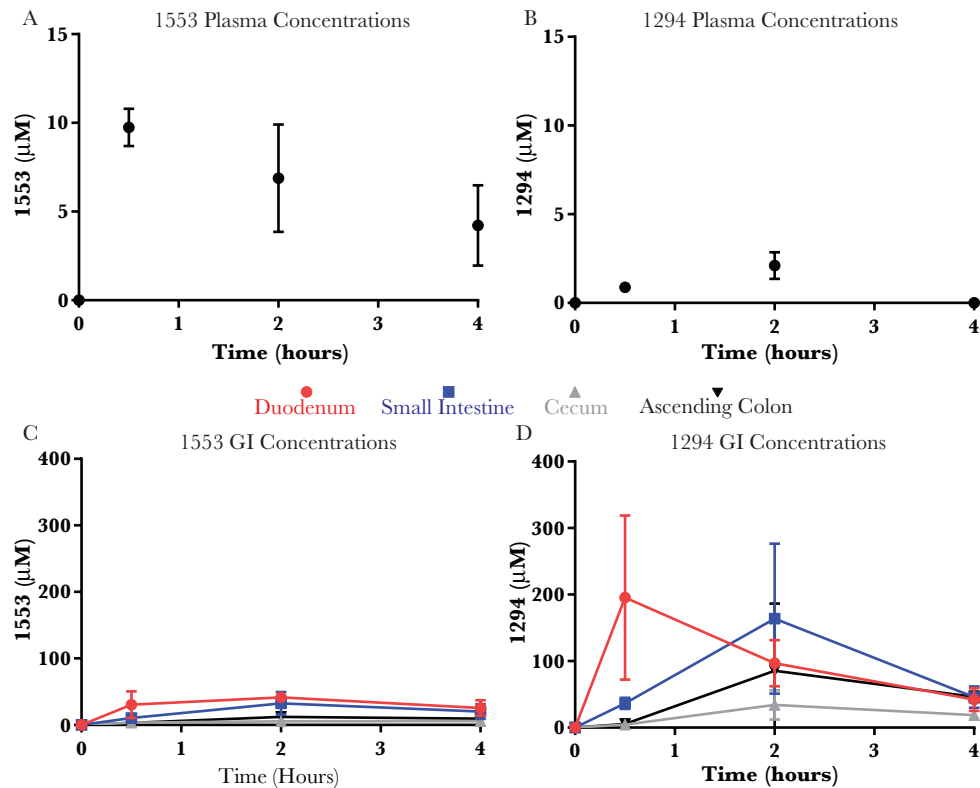 A
1553 Plasma Concentrations
15
10
5
0
1553 (μM)
0 1 2 3 4
Time (hours)
B
1294 Plasma Concentrations
15
10
5
0
1294 (μM)
0 1 2 3 4
Time (hours)
Duodenum Small Intestine Cecum Ascending Colon
C
1553 GI Concentrations
400
300
200
100
0
1553 (μM)
0 1 2 3 4
Time (Hours)
D
1294 GI Concentrations
400
300
200
100
0
1294 (μM)
0 1 2 3 4
Time (hours)